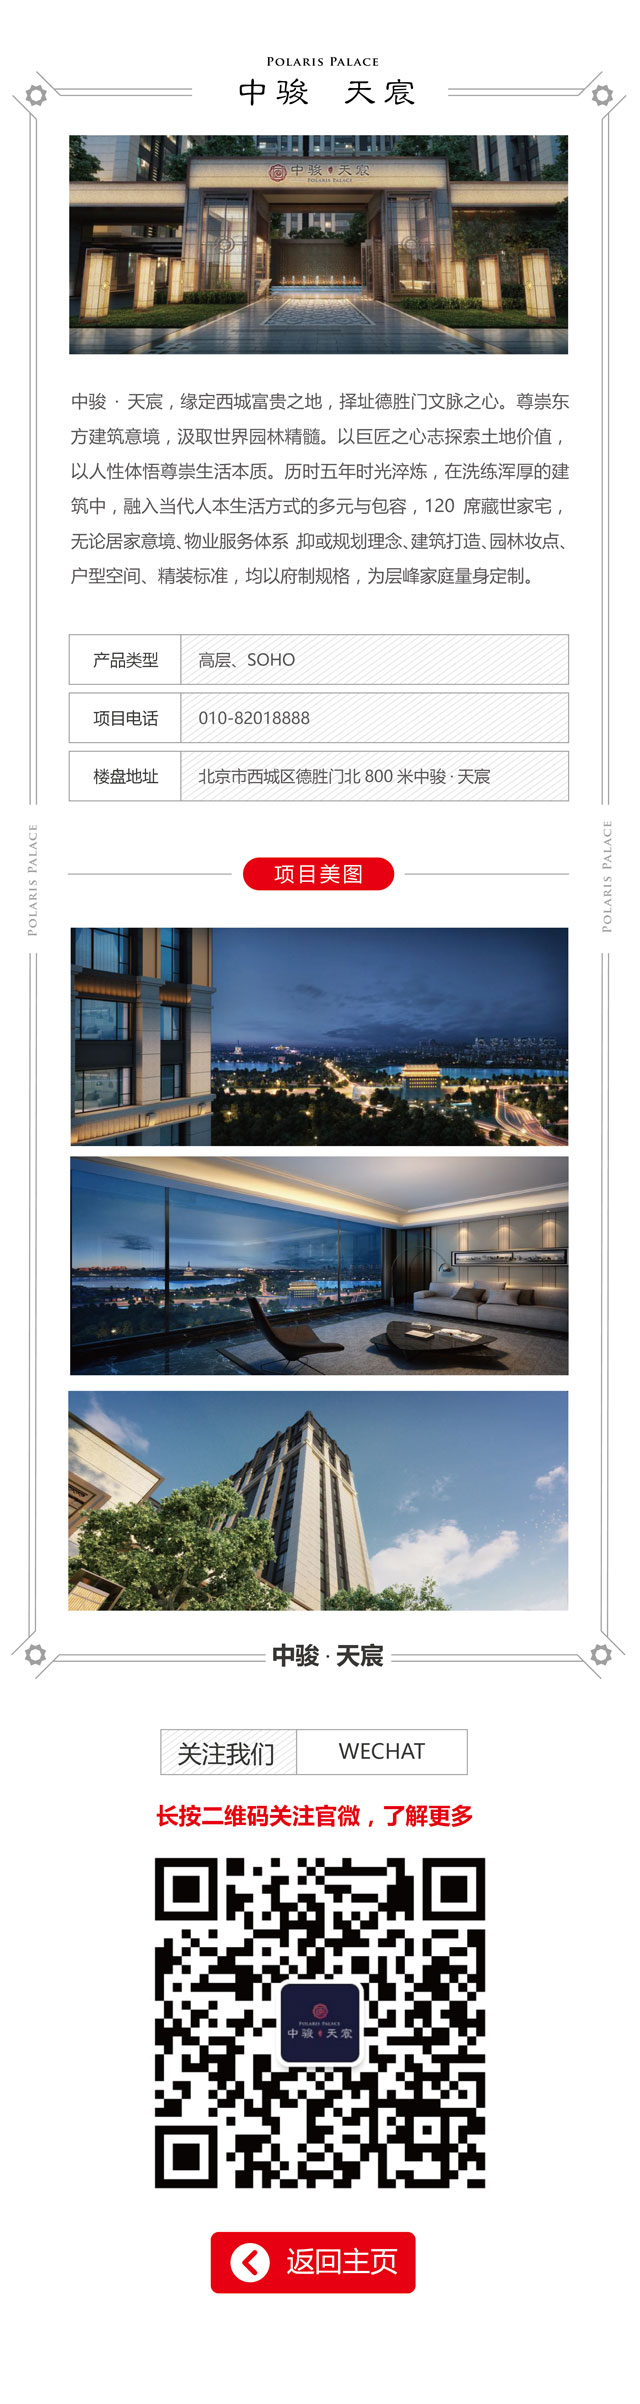 POLARIS PALACE
中骏 天宸
中骏 天宸
POLARIS PALACE
中骏 · 天宸，缘定西城富贵之地，择址德胜门文脉之心。尊崇东
方建筑意境，汲取世界园林精髓。以巨匠之心志探索土地价值，
以人性体悟尊崇生活本质。历时五年时光淬炼，在洗练浑厚的建
筑中，融入当代人本生活方式的多元与包容，120 席藏世家宅，
无论居家意境、物业服务体系，抑或规划理念、建筑打造、园林妆点、
户型空间、精装标准，均以府制规格，为层峰家庭量身定制。
产品类型 高层、SOHO
项目电话 010-82018888
楼盘地址 北京市西城区德胜门北 800 米中骏 · 天宸
POLARIS PALACE
POLARIS PALACE
项目美图
中骏 · 天宸
关注我们 WECHAT
长按二维码关注官微，了解更多
POLARIS PALACE
中骏 天宸
返回主页